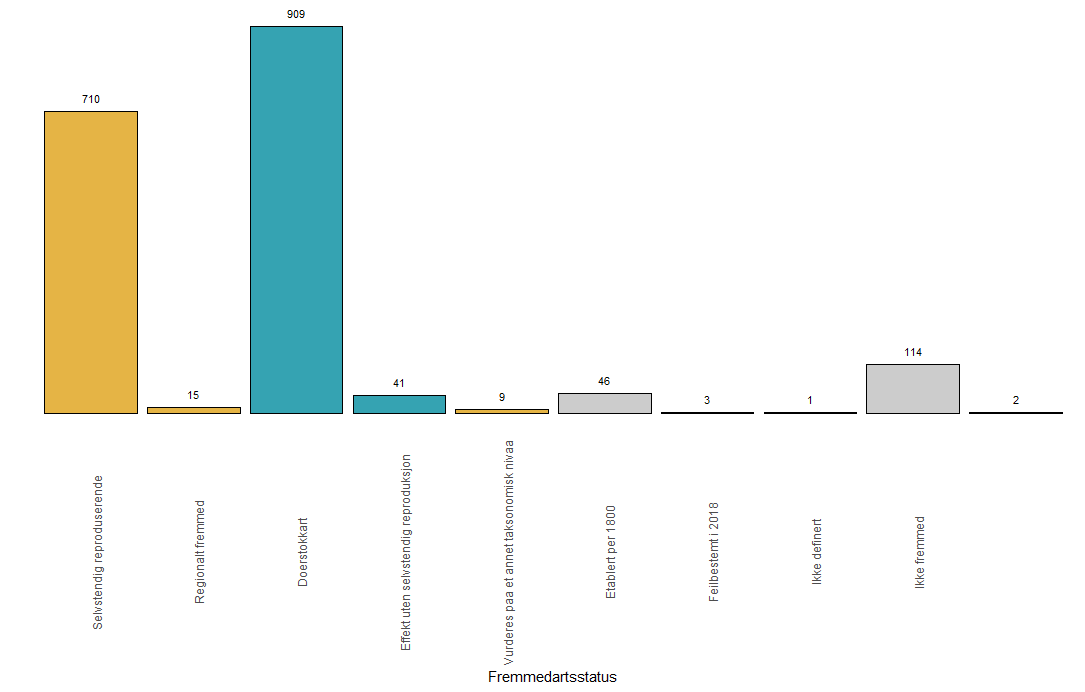 909
710
114
15
41
9
46
3
1
2
Selvstendig reproduserende
Regionalt fremmed
Doerstokkart
Effekt uten selvstendig reproduksjon
Vurderes paa et annet taksonomisk nivaa
Etablert per 1800
Feilbestemt i 2018
Ikke definert
Ikke fremmed
Fremmedartsstatus